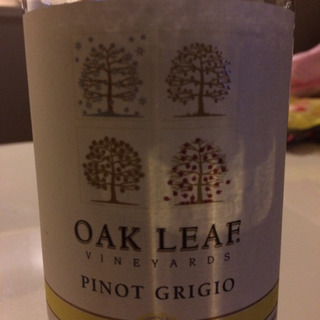 OAK LEAF
VINEYARDS
PINOT GRIGIO